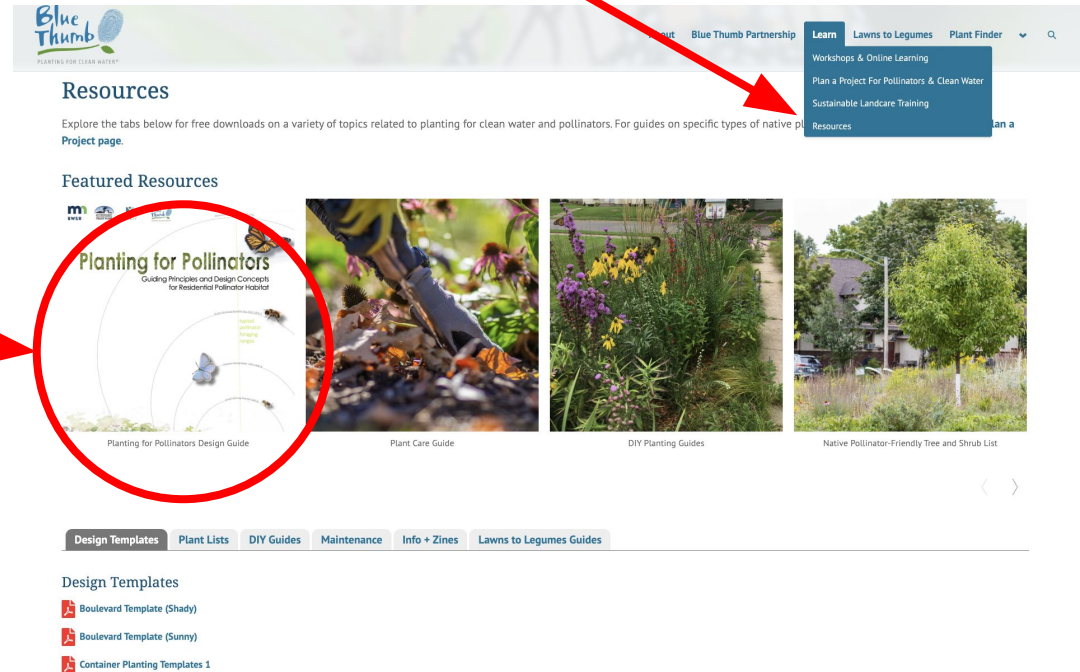 Blue
Thumb
PLANTING FOR CLEAN WATER®
About Blue Thumb Partnership Learn Lawns to Legumes Plant Finder
Workshops & Online Learning
Plan a Project For Pollinators & Clean Water
Sustainable Landcare Training
Resources
Resources
Explore the tabs below for free downloads on a variety of topics related to planting for clean water and pollinators. For guides on specific types of native pl lan a
Project page.
Featured Resources
Planting for Pollinators
Guiding Principles and Design Concepts
for Residential Pollinator Habitat
typical
pollinator
foraging
ranges
Planting for Pollinators Design Guide
Plant Care Guide
DIY Planting Guides
Native Pollinator-Friendly Tree and Shrub List
Design Templates Plant Lists DIY Guides Maintenance Info + Zines Lawns to Legumes Guides
Design Templates
Boulevard Template (Shady)
Boulevard Template (Sunny)
Container Planting Templates 1